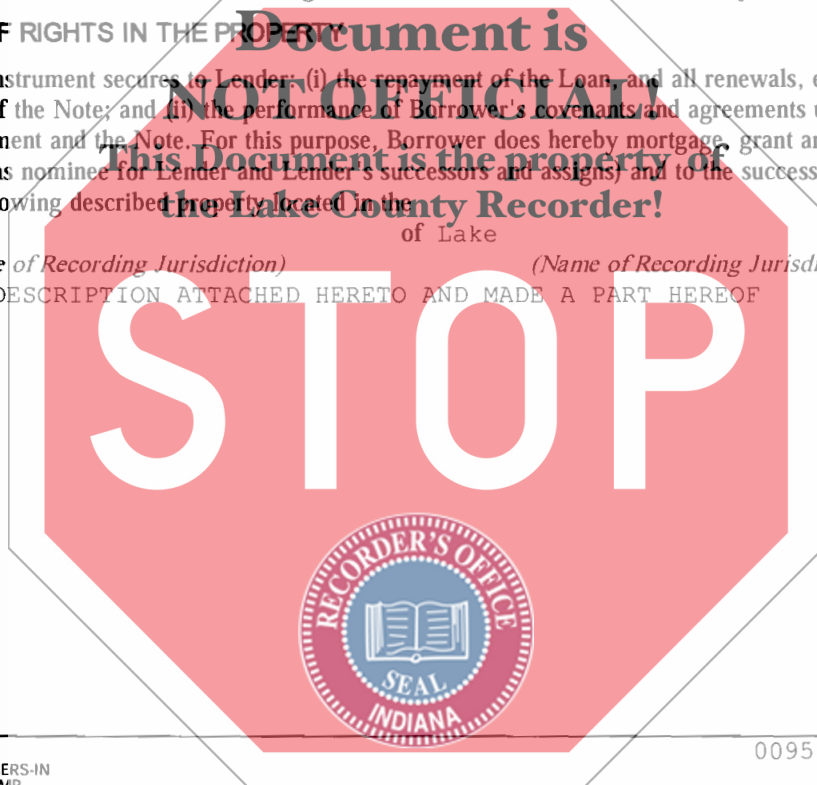 Document is
F RIGHTS IN THE PROPERTY
nstrument secures to Lender: (i) the repayment of the Loan, and all renewals, e
NOT OFFICIAL!
f the Note; and (ii) the performance of Borrower's covenants and agreements u
ment and the Note. For this purpose, Borrower does hereby mortgage, grant an
This Document is the property of
as nominee for Lender and Lender's successors and assigns) and to the success
the Lake County Recorder!
owing described property located in the
of Lake
e of Recording Jurisdiction) (Name of Recording Jurisdi
DESCRIPTION ATTACHED HERETO AND MADE A PART HEREOF
STOP
RECORDER'S OFFICE
SEAL
INDIANA
0095
ERS-IN